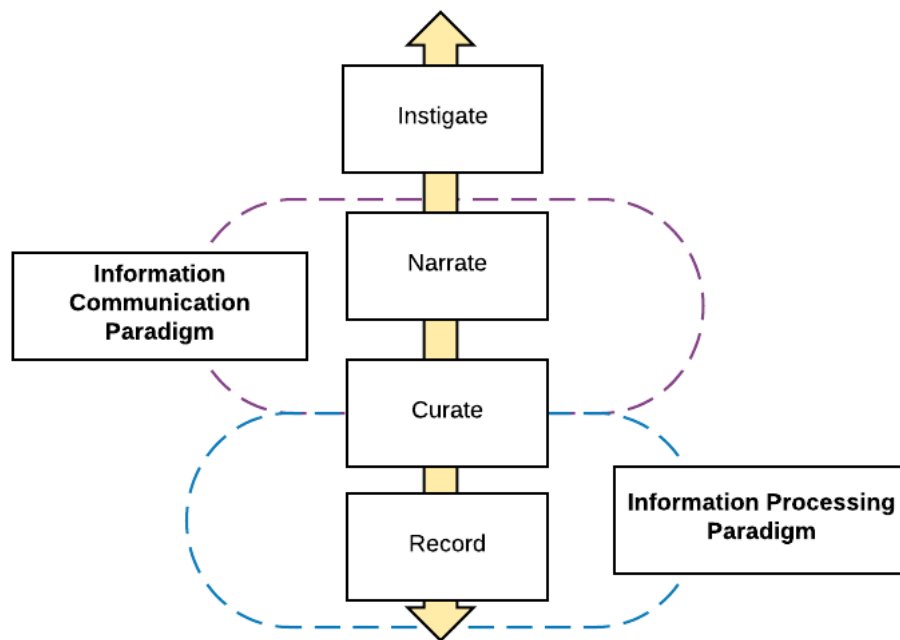 Instigate
Narrate
Information
Communication
Paradigm
Curate
Information Processing
Paradigm
Record